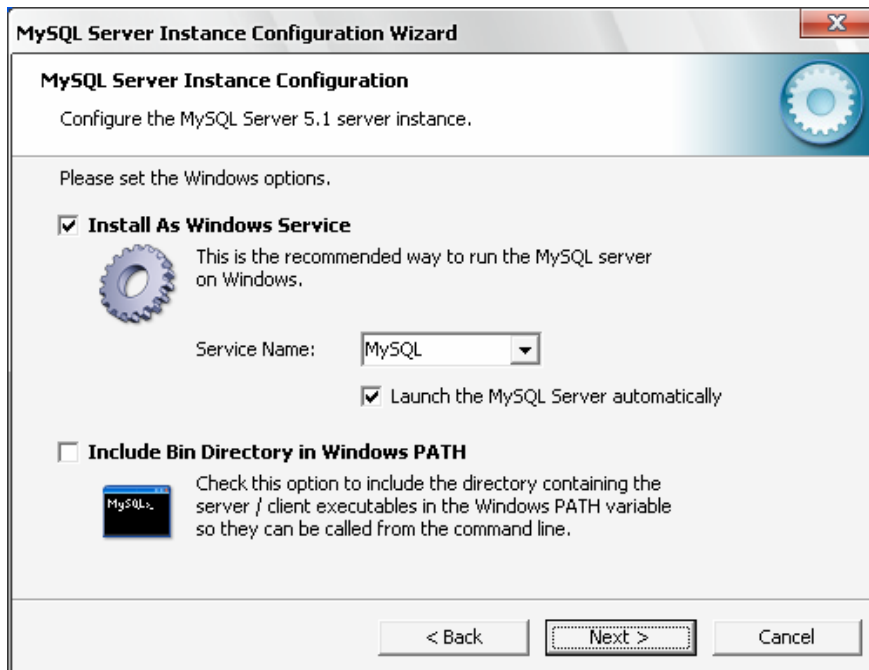 MySQL Server Instance Configuration Wizard
X
MySQL Server Instance Configuration
Configure the MySQL Server 5.1 server instance.
Please set the Windows options.
Install As Windows Service
This is the recommended way to run the MySQL server
on Windows.
Service Name: MySQL
Launch the MySQL Server automatically
Include Bin Directory in Windows PATH
Check this option to include the directory containing the
server / client executables in the Windows PATH variable
so they can be called from the command line.
MySQL>_
< Back Next > Cancel